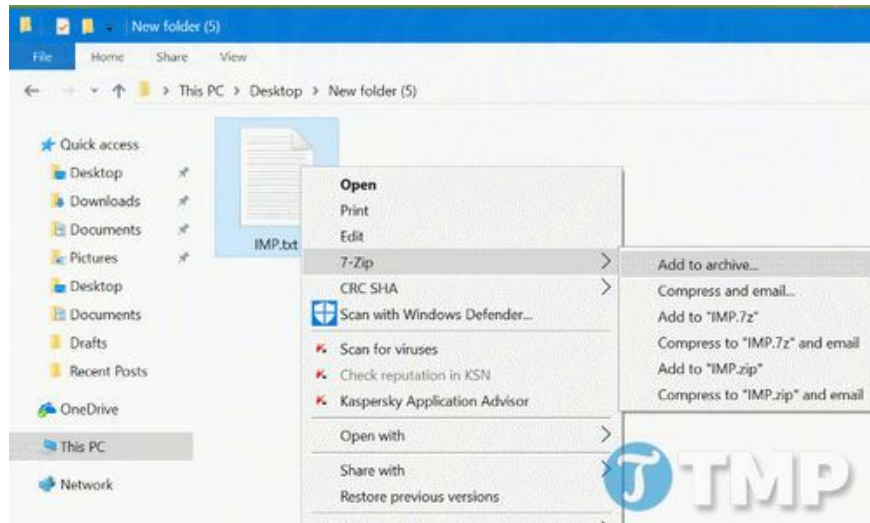 New folder (5)
File Home Share View
This PC > Desktop > New folder (5)
Quick access
Desktop
Downloads
Documents
Pictures
Desktop
Documents
Drafts
Recent Posts
OneDrive
This PC
Network
IMP.txt
Open
Print
Edit
7-Zip
CRC SHA
Scan with Windows Defender...
Scan for viruses
Check reputation in KSN
Kaspersky Application Advisor
Open with
Share with
Restore previous versions
Add to archive...
Compress and email...
Add to "IMP.7z"
Compress to "IMP.7z" and email
Add to "IMP.zip"
Compress to "IMP.zip" and email
TMP